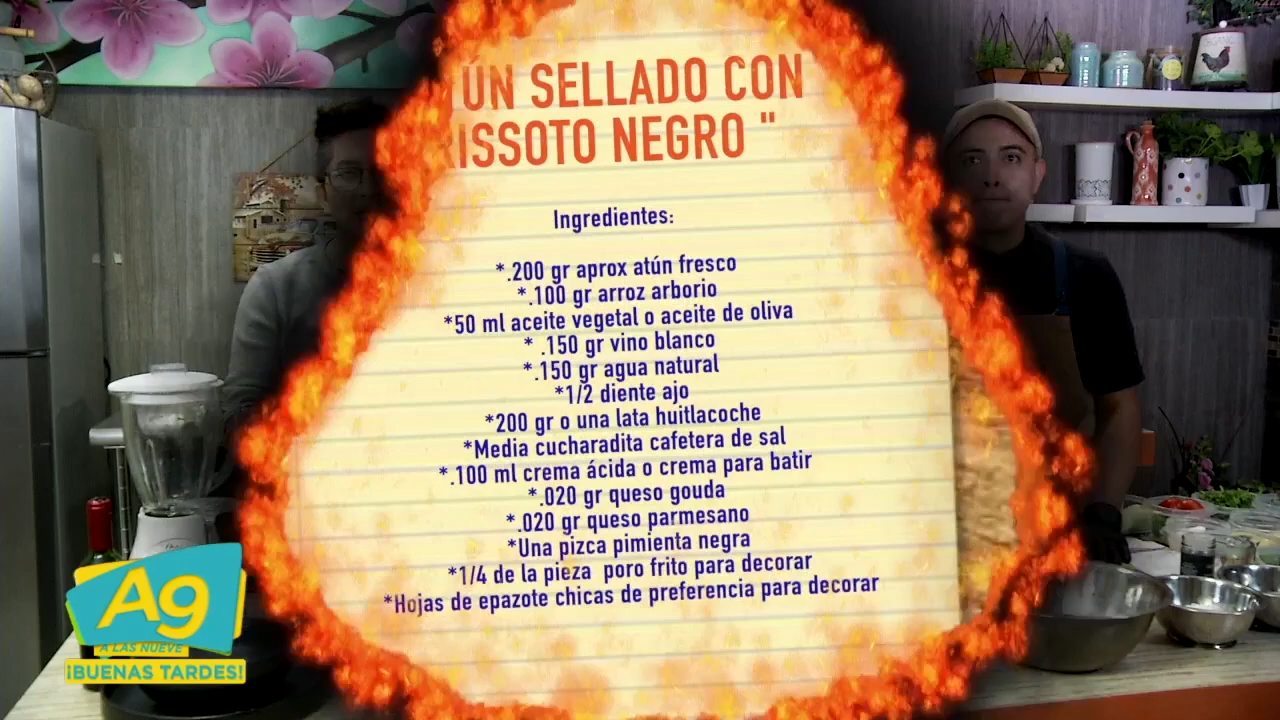 ÚN SELLADO CON
ISSOTO NEGRO "
Ingredientes:
*.200 gr aprox atún fresco
*.100 gr arroz arborio
*50 ml aceite vegetal o aceite de oliva
* .150 gr vino blanco
*.150 gr agua natural
*1/2 diente ajo
*200 gr o una lata huitlacoche
*Media cucharadita cafetera de sal
*.100 ml crema ácida o crema para batir
*.020 gr queso gouda
*.020 gr queso parmesano
*Una pizca pimienta negra
*1/4 de la pieza poro frito para decorar
*Hojas de epazote chicas de preferencia para decorar
A9
A LAS NUEVE
¡BUENAS TARDES!